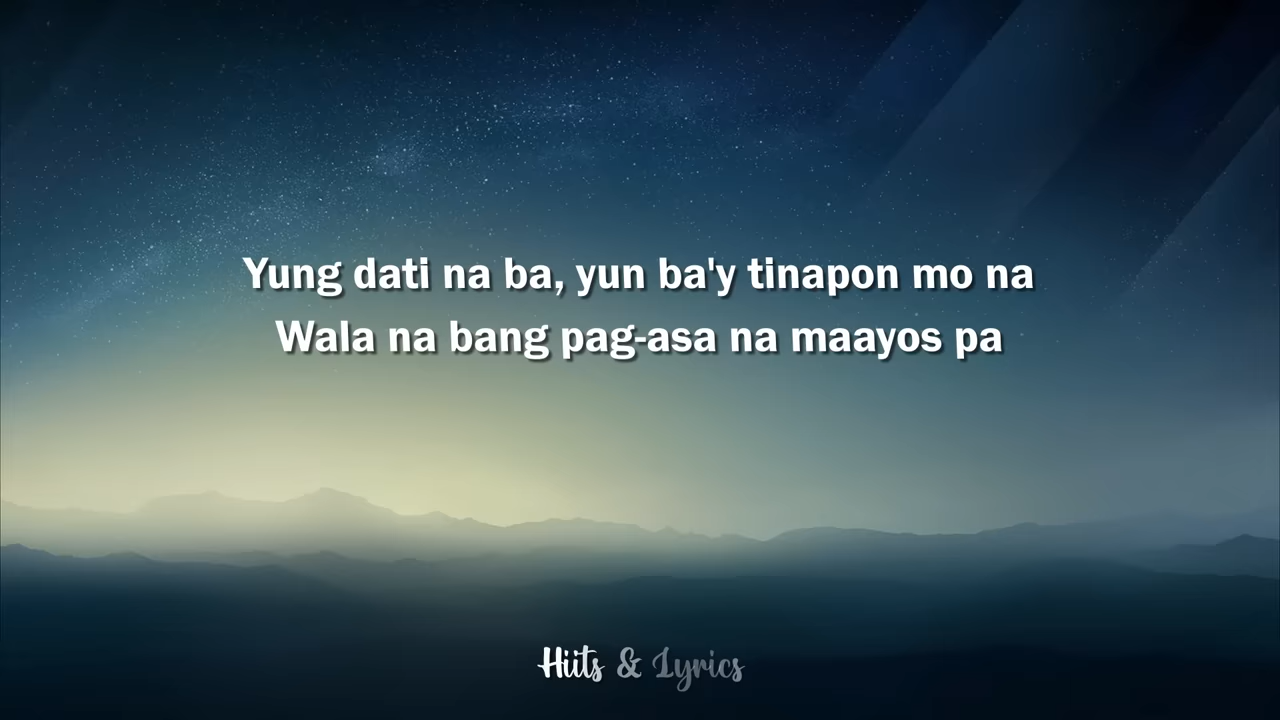 Yung dati na ba, yun ba'y tinapon mo na
Wala na bang pag-asa na maayos pa
Hiits & Lyrics